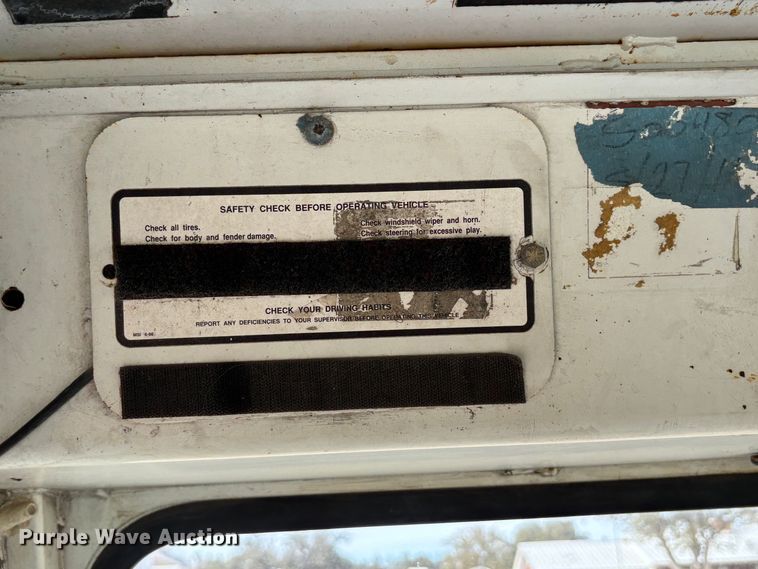 SAFETY CHECK BEFORE OPERATING VEHICLE
Check all tires. Check windshield wiper and horn.
Check for body and fender damage. Check steering for excessive play.
CHECK YOUR DRIVING HABITS
REPORT ANY DEFICIENCIES TO YOUR SUPERVISOR BEFORE OPERATING THIS VEHICLE
Purple Wave Auction